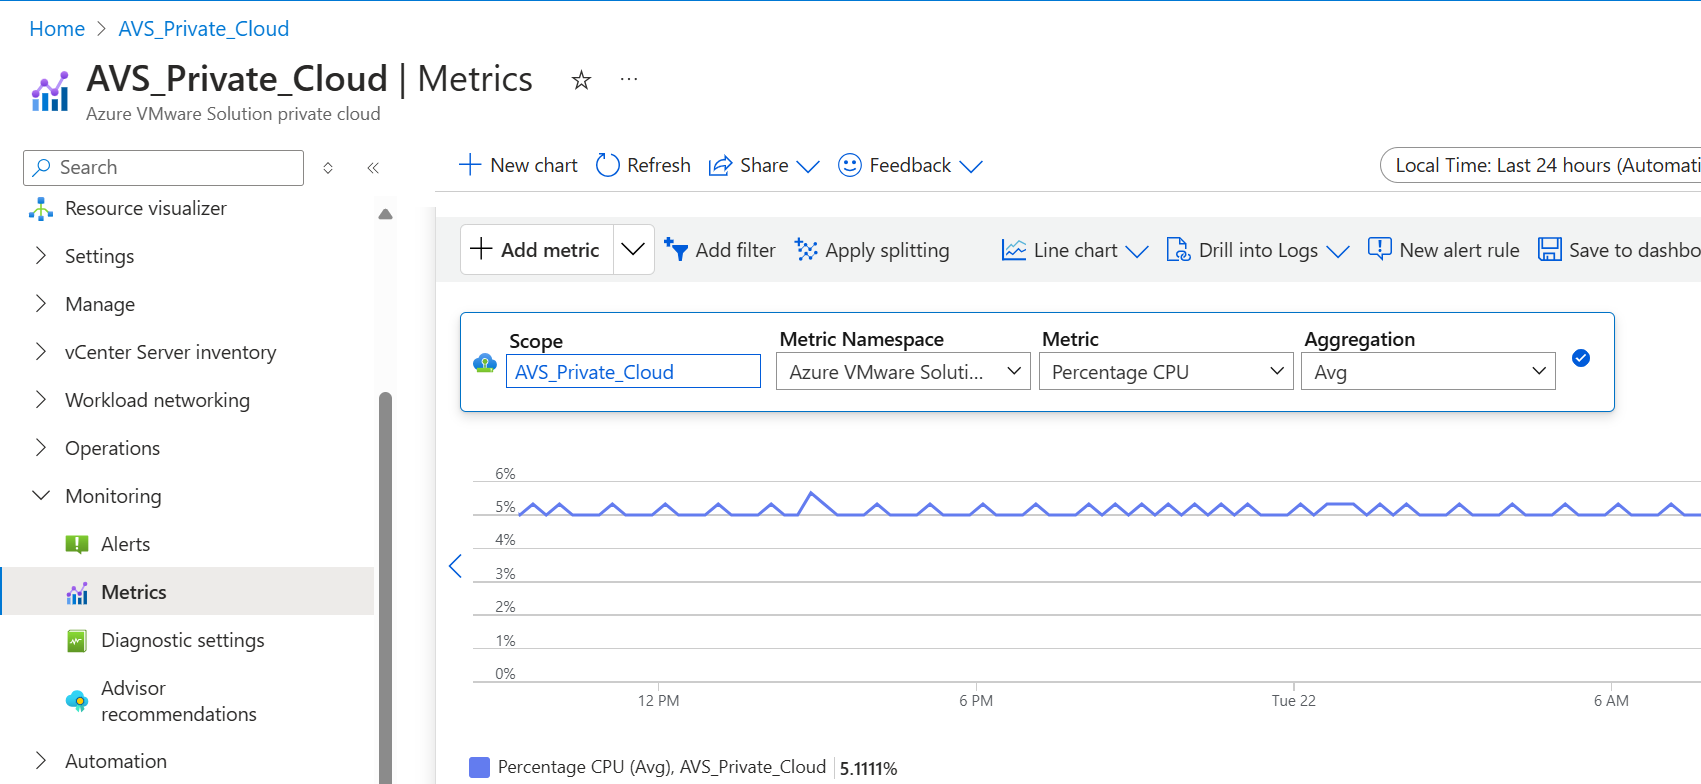 Home > AVS_Private_Cloud
AVS_Private_Cloud | Metrics
Azure VMware Solution private cloud
Search
Resource visualizer
Settings
Manage
vCenter Server inventory
Workload networking
Operations
Monitoring
Alerts
Metrics
Diagnostic settings
Advisor
recommendations
Automation
New chart Refresh Share Feedback
Local Time: Last 24 hours (Automati
Add metric Add filter Apply splitting Line chart Drill into Logs New alert rule Save to dashbo
Scope Metric Namespace Metric Aggregation
AVS_Private_Cloud Azure VMware Soluti... Percentage CPU Avg
6%
5%
4%
3%
2%
1%
0%
12 PM 6 PM Tue 22 6 AM
Percentage CPU (Avg), AVS_Private_Cloud 5.1111%